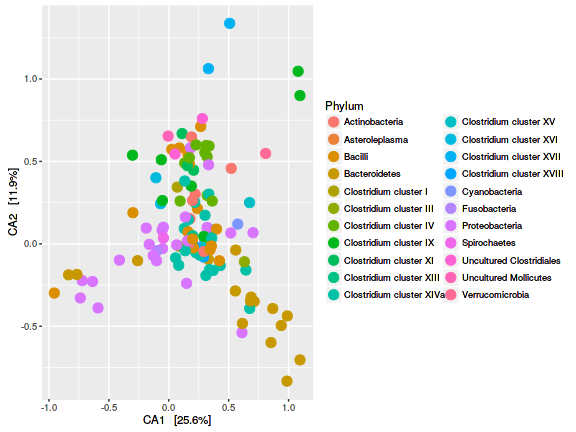 1.0
0.5
0.0
-0.5
CA2 [11.9%]
-1.0 -0.5 0.0 0.5 1.0
CA1 [25.6%]
Phylum
Actinobacteria
Asteroleplasma
Bacilli
Bacteroidetes
Clostridium cluster I
Clostridium cluster III
Clostridium cluster IV
Clostridium cluster IX
Clostridium cluster XI
Clostridium cluster XIII
Clostridium cluster XIVa
Clostridium cluster XV
Clostridium cluster XVI
Clostridium cluster XVII
Clostridium cluster XVIII
Cyanobacteria
Fusobacteria
Proteobacteria
Spirochaetes
Uncultured Clostridiales
Uncultured Mollicutes
Verrucomicrobia